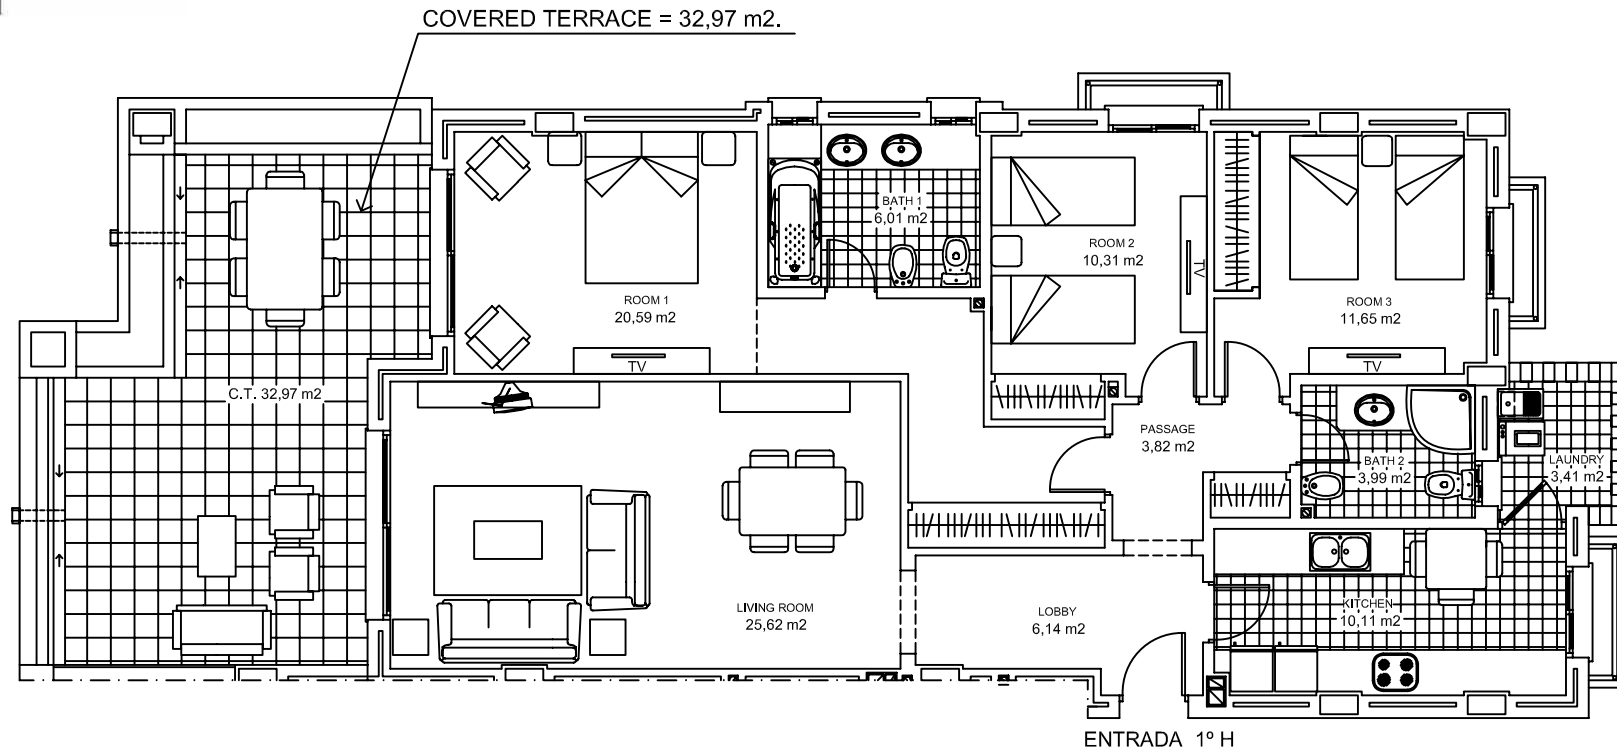 COVERED TERRACE = 32,97 m2.
BATH 1
6,01 m2
ROOM 2
10,31 m2
TV
ROOM 1
20,59 m2
TV
ROOM 3
11,65 m2
TV
C.T. 32,97 m2
PASSAGE
3,82 m2
BATH 2
3,99 m2
LAUNDRY
3,41 m2
LIVING ROOM
25,62 m2
LOBBY
6,14 m2
KITCHEN
10,11 m2
ENTRADA 1º H